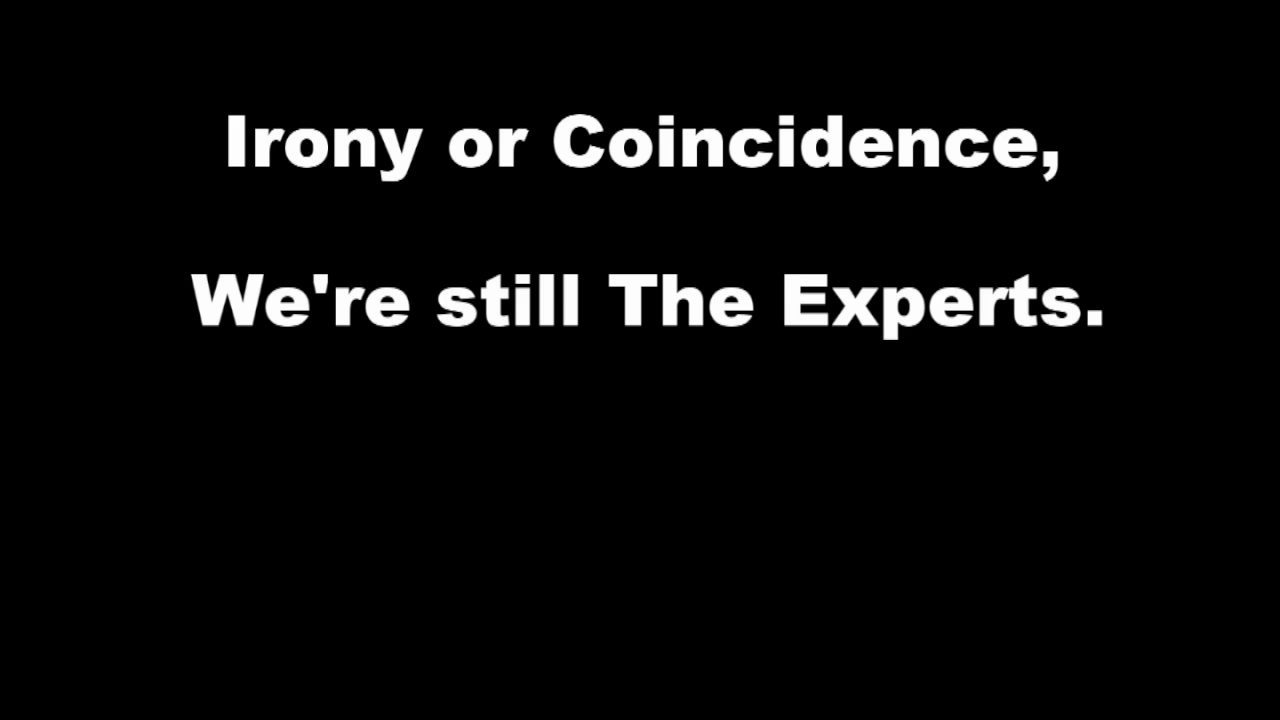 Irony or Coincidence,
We're still The Experts.